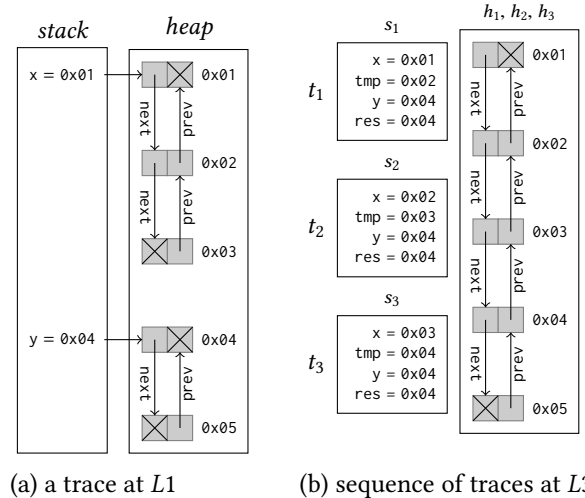 stack
heap
x = 0x01
0x01
next
prev
0x02
next
prev
0x03
y = 0x04
0x04
next
prev
0x05
(a) a trace at L1
s1
h1, h2, h3
t1
x = 0x01
tmp = 0x02
y = 0x04
res = 0x04
s2
t2
x = 0x02
tmp = 0x03
y = 0x04
res = 0x04
s3
t3
x = 0x03
tmp = 0x04
y = 0x04
res = 0x04
0x01
next
prev
0x02
next
prev
0x03
next
prev
0x04
next
prev
0x05
(b) sequence of traces at L3